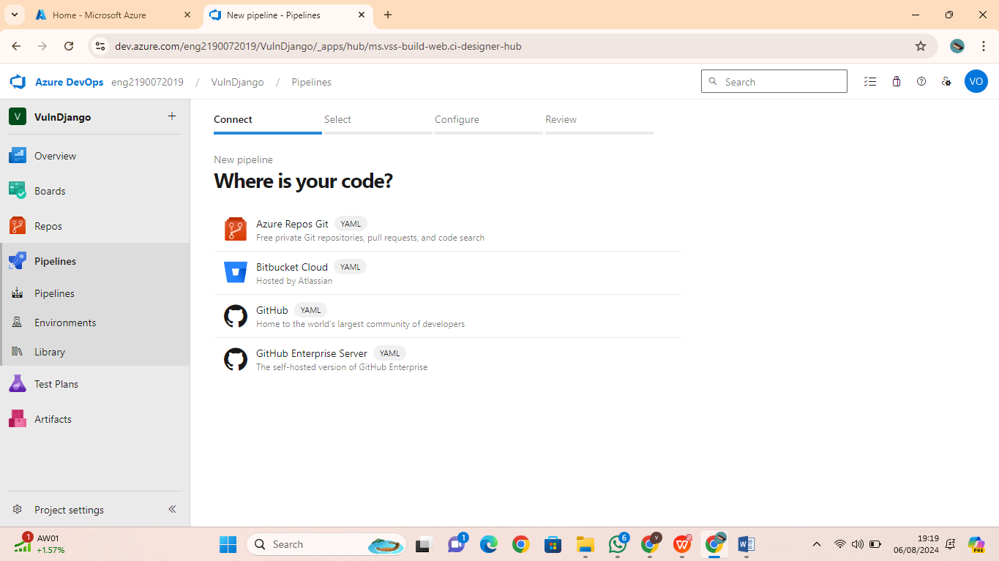 Home - Microsoft Azure
New pipeline - Pipelines
dev.azure.com/eng2190072019/VulnDjango/_apps/hub/ms.vss-build-web.ci-designer-hub
Azure DevOps eng2190072019 / VulnDjango / Pipelines
Search
VO
V VulnDjango
Overview
Boards
Repos
Pipelines
Pipelines
Environments
Library
Test Plans
Artifacts
Project settings
Connect Select Configure Review
New pipeline
Where is your code?
Azure Repos Git YAML
Free private Git repositories, pull requests, and code search
Bitbucket Cloud YAML
Hosted by Atlassian
GitHub YAML
Home to the world's largest community of developers
GitHub Enterprise Server YAML
The self-hosted version of GitHub Enterprise
1
AW01
+1.57%
Search
1
6
V
W
W
PRE
19:19
06/08/2024